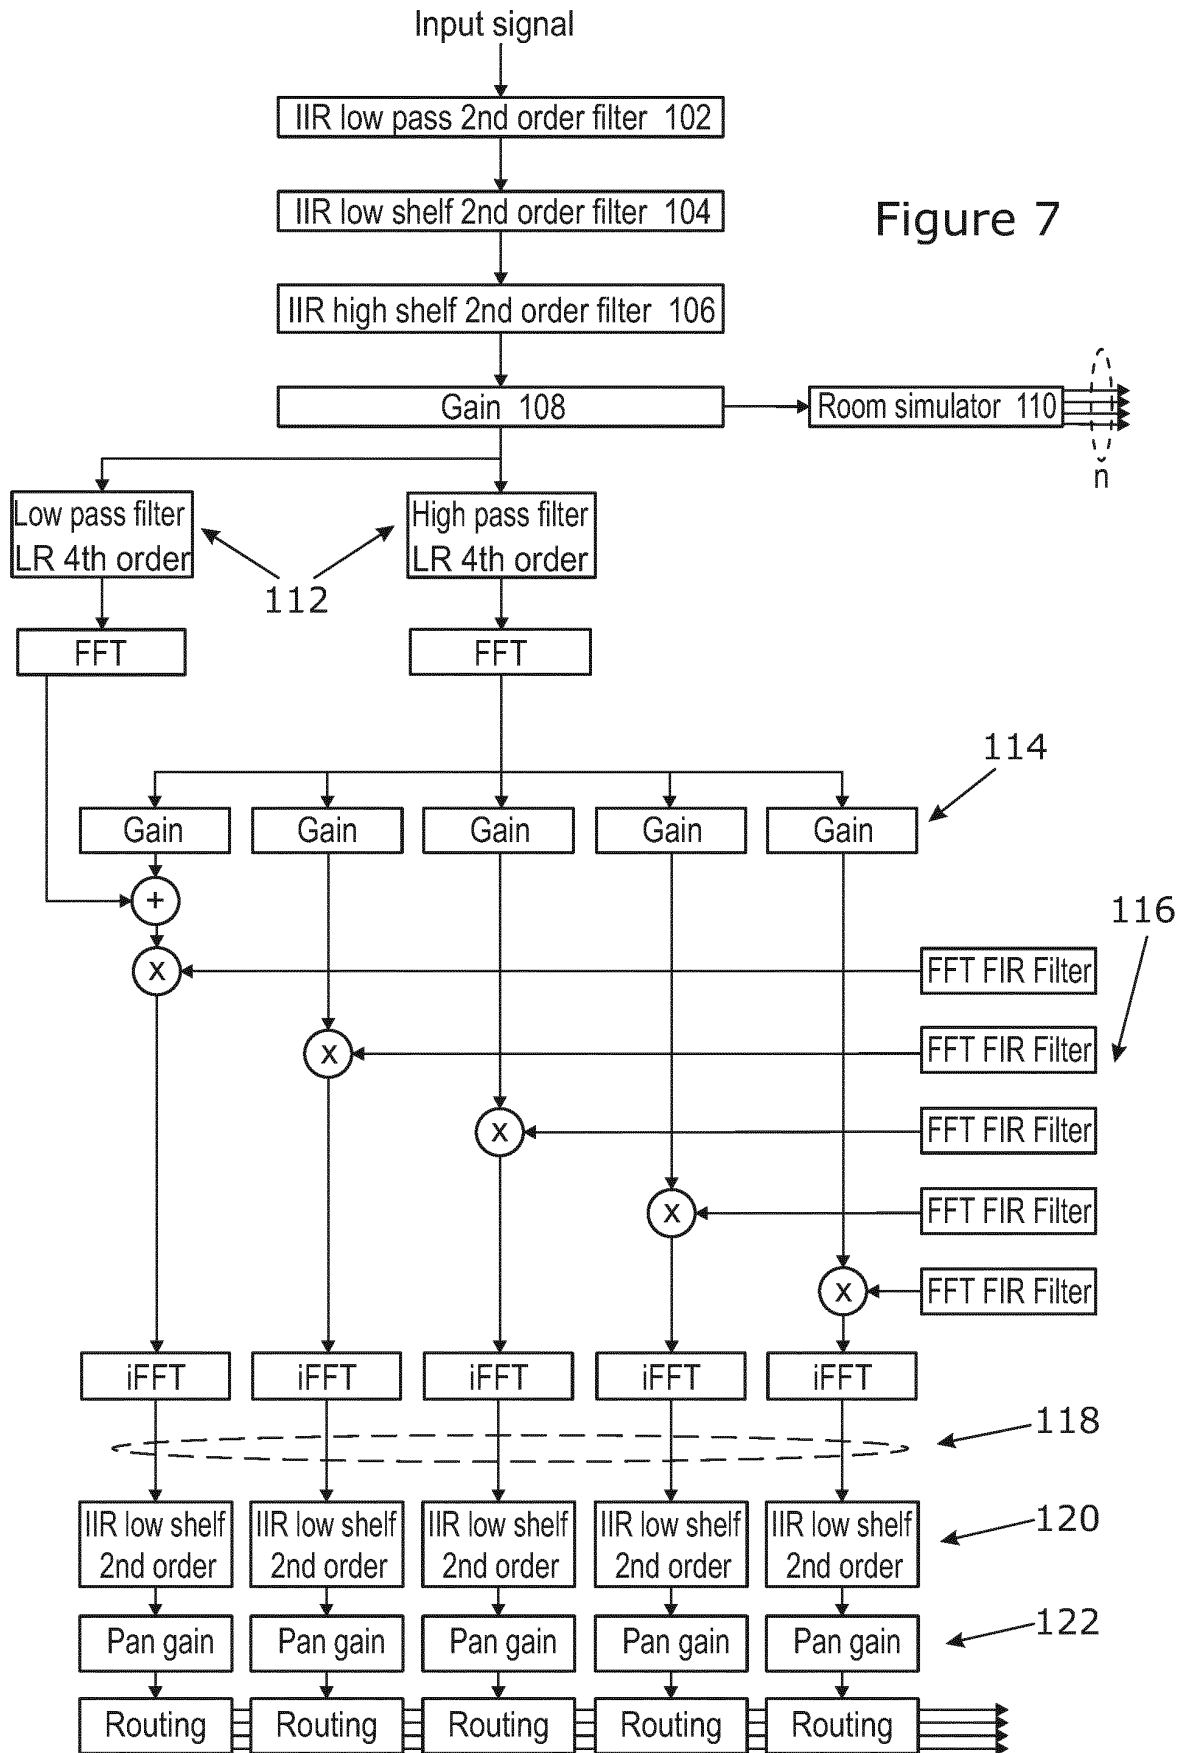 Input signal
IIR low pass 2nd order filter 102
IIR low shelf 2nd order filter 104
Figure 7
IIR high shelf 2nd order filter 106
Gain 108
Room simulator 110
n
Low pass filter
LR 4th order
High pass filter
LR 4th order
112
FFT
FFT
114
Gain
Gain
Gain
Gain
Gain
+
116
x
FFT FIR Filter
x
FFT FIR Filter
x
FFT FIR Filter
x
FFT FIR Filter
x
FFT FIR Filter
iFFT
iFFT
iFFT
iFFT
iFFT
118
IIR low shelf
2nd order
IIR low shelf
2nd order
IIR low shelf
2nd order
IIR low shelf
2nd order
IIR low shelf
2nd order
120
Pan gain
Pan gain
Pan gain
Pan gain
Pan gain
122
Routing
Routing
Routing
Routing
Routing